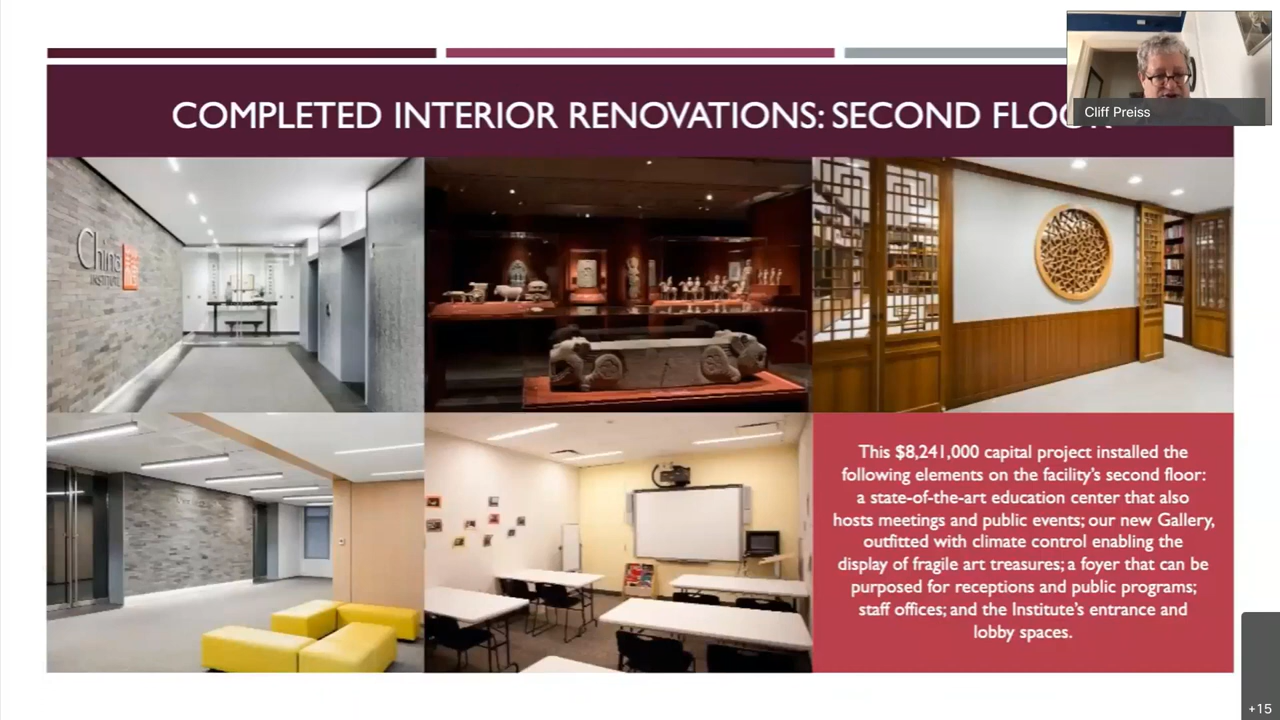 COMPLETED INTERIOR RENOVATIONS: SECOND FLOOR
Cliff Preiss
China
INSTITUTE
This $8,241,000 capital project installed the
following elements on the facility's second floor:
a state-of-the-art education center that also
hosts meetings and public events; our new Gallery,
outfitted with climate control enabling the
display of fragile art treasures; a foyer that can be
purposed for receptions and public programs;
staff offices; and the Institute's entrance and
lobby spaces.
+15